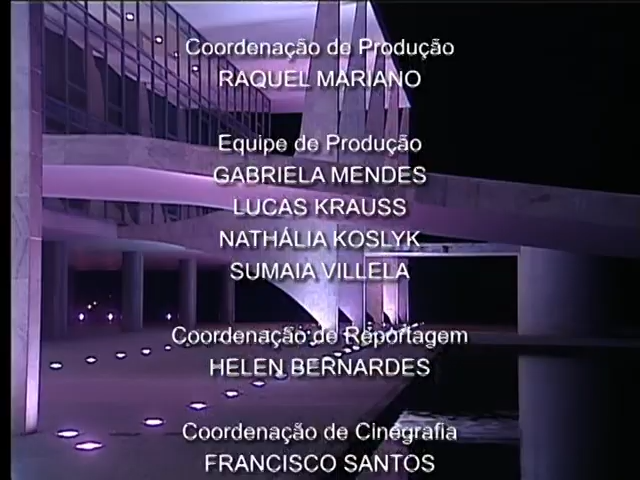 Coordenação de Produção
RAQUEL MARIANO
Equipe de Produção
GABRIELA MENDES
LUCAS KRAUSS
NATHÁLIA KOSLYK
SUMAIA VILLELA
Coordenação de Reportagem
HELEN BERNARDES
Coordenação de Cinegrafia
FRANCISCO SANTOS